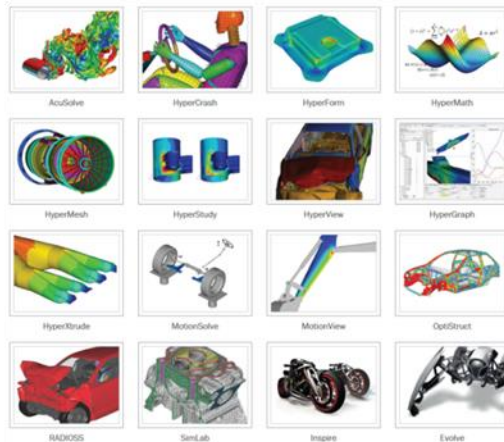 AcuSolve
HyperCrash
HyperForm
HyperMath
HyperMesh
HyperStudy
HyperView
HyperGraph
HyperXtrude
MotionSolve
MotionView
OptiStruct
RADIOSS
SimLab
Inspire
Evolve